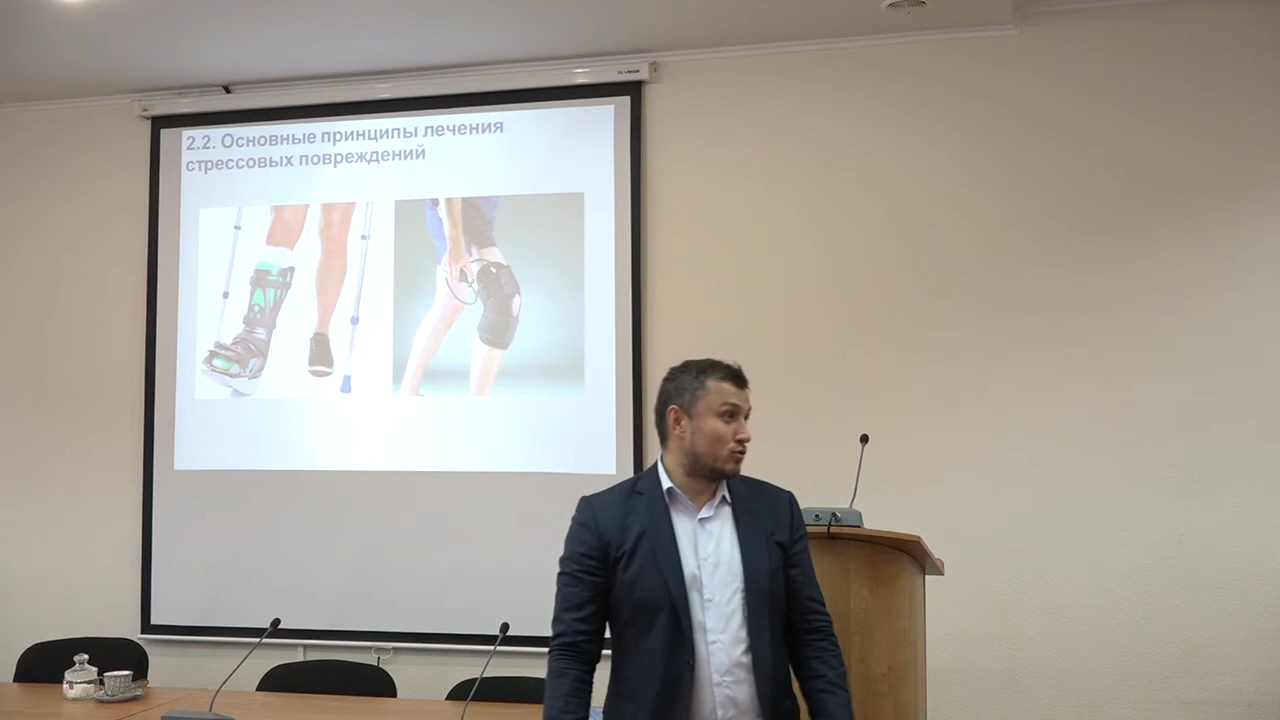 2.2. Основные принципы лечения
стрессовых повреждений